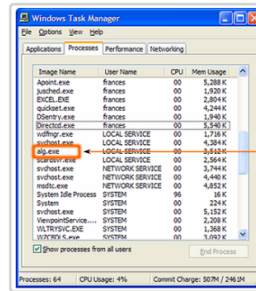 Windows Task Manager
File Options View Help
Applications Processes Performance Networking
Image Name User Name CPU Mem Usage
Apoint.exe frances 00 5,288 K
jusched.exe frances 00 1,920 K
EXCEL.EXE frances 00 2,804 K
quickset.exe frances 00 4,244 K
DSentry.exe frances 00 1,940 K
Directcd.exe frances 00 5,540 K
wdfmgr.exe LOCAL SERVICE 00 1,716 K
svchost.exe LOCAL SERVICE 00 4,384 K
alg.exe LOCAL SERVICE 00 3,512 K
scardsvr.exe LOCAL SERVICE 00 2,564 K
svchost.exe NETWORK SERVICE 00 3,744 K
svchost.exe NETWORK SERVICE 00 4,440 K
msdtc.exe NETWORK SERVICE 00 4,852 K
System Idle Process SYSTEM 96 16 K
System SYSTEM 00 224 K
svchost.exe SYSTEM 00 5,152 K
ViewpointService.... SYSTEM 00 2,208 K
WLTRYSVC.EXE SYSTEM 00 1,368 K
WZCBDLS.exe SYSTEM 00 3,092 K
Show processes from all users
End Process
Processes: 64 CPU Usage: 4% Commit Charge: 507M / 2461M